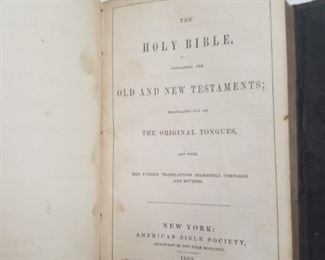 THE
HOLY BIBLE,
CONTAINING THE
OLD AND NEW TESTAMENTS;
TRANSLATED OUT OF
THE ORIGINAL TONGUES,
AND WITH
THE FORMER TRANSLATIONS DILIGENTLY COMPARED
AND REVISED.
NEW YORK:
AMERICAN BIBLE SOCIETY,
INSTITUTED IN THE YEAR MDCCCXVI.